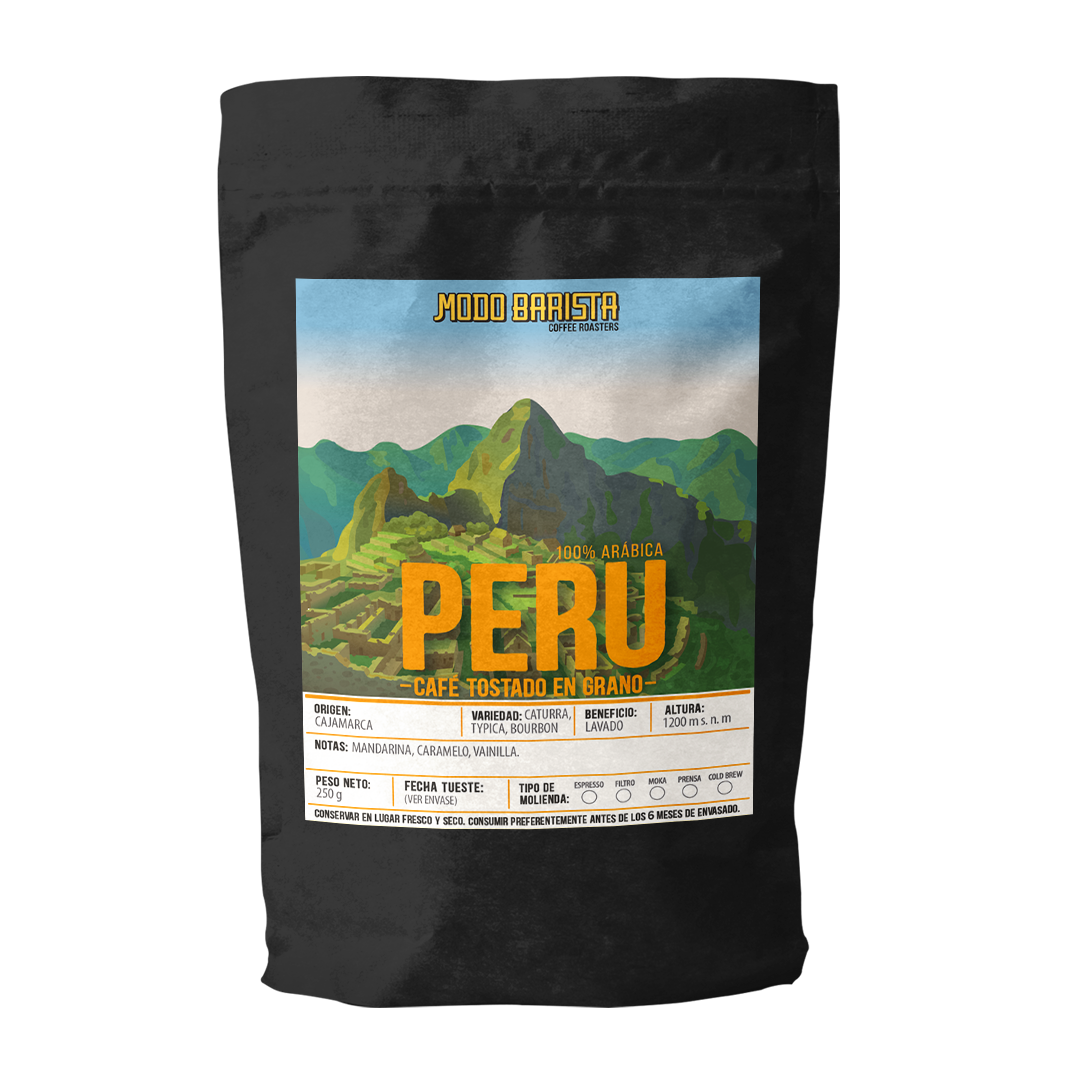 MODO BARISTA
COFFEE ROASTERS
100% ARÁBICA
PERU
-CAFÉ TOSTADO EN GRANO-
ORIGEN:
CAJAMARCA
VARIEDAD: CATURRA,
TYPICA, BOURBON
BENEFICIO:
LAVADO
ALTURA:
1200 m s. n. m
NOTAS: MANDARINA, CARAMELO, VAINILLA.
PESO NETO:
250 g
FECHA TUESTE:
(VER ENVASE)
TIPO DE
MOLIENDA:
ESPRESSO
FILTRO
MOKA
PRENSA
COLD BREW
CONSERVAR EN LUGAR FRESCO Y SECO. CONSUMIR PREFERENTEMENTE ANTES DE LOS 6 MESES DE ENVASADO.